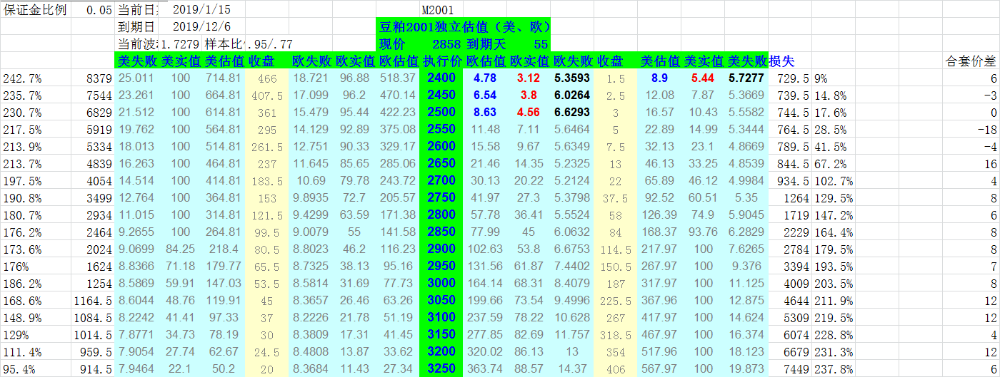 保证金比例 0.05 当前日 2019/1/15 M2001
到期日 2019/12/6 豆粕2001独立估值（美、欧）
当前波 1.7279 样本比 .95/.77 现价 2858 到期天 55
美失败 美实值 美估值 收盘 欧失败 欧实值 欧估值 执行价 欧估值 欧实值 欧失败 收盘 美估值 美实值 美失败 损失 合套价差
242.7% 8379 25.011 100 714.81 466 18.721 96.88 518.37 2400 4.78 3.12 5.3593 1.5 8.9 5.44 5.7277 729.5 9% 6
235.7% 7544 23.261 100 664.81 407.5 17.099 96.2 470.14 2450 6.54 3.8 6.0264 2.5 12.08 7.87 5.3669 739.5 14.8% -3
230.7% 6829 21.512 100 614.81 361 15.479 95.44 422.23 2500 8.63 4.56 6.6293 3 16.57 10.43 5.5582 744.5 17.6% 0
217.5% 5919 19.762 100 564.81 295 14.129 92.89 375.08 2550 11.48 7.11 5.6464 5 22.89 14.99 5.3444 764.5 28.5% -18
213.9% 5334 18.013 100 514.81 261.5 12.751 90.33 329.17 2600 15.58 9.67 5.6349 7.5 32.13 23.1 4.8669 789.5 41.5% -4
213.7% 4839 16.263 100 464.81 237 11.645 85.65 285.06 2650 21.46 14.35 5.2325 13 46.13 33.25 4.8539 844.5 67.2% 16
197.5% 4054 14.514 100 414.81 183.5 10.69 79.78 243.72 2700 30.13 20.22 5.2124 22 65.89 46.12 4.9984 934.5 102.7% 4
190.8% 3499 12.764 100 364.81 153 9.8935 72.7 205.57 2750 41.97 27.3 5.3798 37.5 92.52 60.51 5.35 1264 129.5% 8
180.7% 2934 11.015 100 314.81 121.5 9.4299 63.59 171.38 2800 57.78 36.41 5.5524 58 126.39 74.9 5.9045 1719 147.2% 6
176.2% 2464 9.2655 100 264.81 99.5 9.0079 55 141.58 2850 77.99 45 6.0632 84 168.37 93.76 6.2829 2229 164.4% 8
173.6% 2024 9.0699 84.25 218.4 80.5 8.8023 46.2 116.23 2900 102.63 53.8 6.6753 114.5 217.97 100 7.6265 2784 179.5% 8
176% 1624 8.8366 71.18 179.77 65.5 8.7325 38.13 95.16 2950 131.56 61.87 7.4402 150.5 267.97 100 9.376 3394 193.5% 7
186.2% 1254 8.5869 59.91 147.03 53.5 8.5814 31.69 77.73 3000 164.14 68.31 8.4079 187 317.96 100 11.125 4009 203.5% 8
168.6% 1164.5 8.6044 48.76 119.91 45 8.3657 26.46 63.26 3050 199.66 73.54 9.4996 225.5 367.96 100 12.875 4644 211.9% 12
148.9% 1084.5 8.2242 41.41 97.33 37 8.2226 21.78 51.19 3100 237.59 78.22 10.628 267 417.97 100 14.624 5309 219.5% 12
129% 1014.5 7.8771 34.73 78.19 30 8.3809 17.31 41.45 3150 277.85 82.69 11.757 318.5 467.97 100 16.374 6074 228.8% 4
111.4% 959.5 7.9054 27.74 62.67 24.5 8.4808 13.87 33.62 3200 320.02 86.13 13 354 517.96 100 18.123 6679 231.3% 12
95.4% 914.5 7.9464 22.1 50.2 20 8.3684 11.43 27.34 3250 363.74 88.57 14.37 406 567.97 100 19.873 7449 237.8% 6